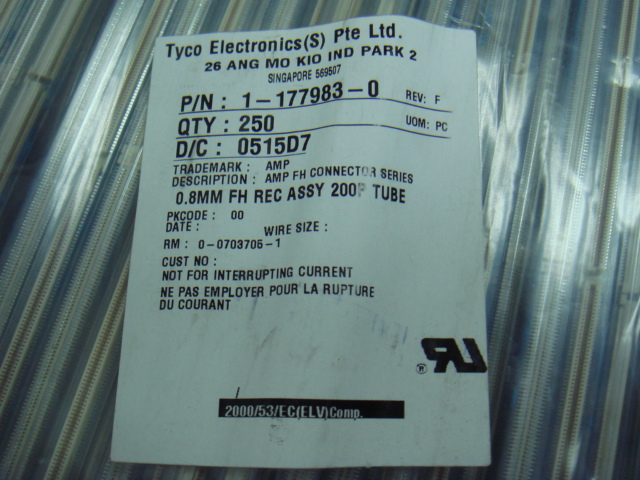 Tyco Electronics(S) Pte Ltd.
26 ANG MO KIO IND PARK 2
SINGAPORE 569507
P/N : 1-177983-0 REV: F
QTY : 250 UOM: PC
D/C : 0515D7
TRADEMARK : AMP
DESCRIPTION : AMP FH CONNECTOR SERIES
0.8MM FH REC ASSY 200P TUBE
PKCODE : 00
DATE : WIRE SIZE :
RM : 0-0703706-1
CUST NO :
NOT FOR INTERRUPTING CURRENT
NE PAS EMPLOYER POUR LA RUPTURE
DU COURANT
RU ®
2000/53/EC(ELV)Comp.